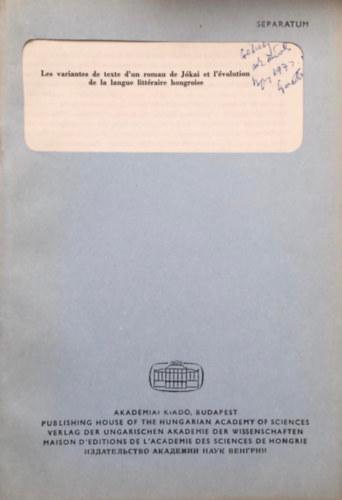 SEPARATUM
Les variantes de texte d'un roman de Jókai et l'évolution
de la langue littéraire hongroise
AKADÉMIAI KIADÓ, BUDAPEST
PUBLISHING HOUSE OF THE HUNGARIAN ACADEMY OF SCIENCES
VERLAG DER UNGARISCHEN AKADEMIE DER WISSENSCHAFTEN
MAISON D'EDITIONS DE L'ACADEMIE DES SCIENCES DE HONGRIE
ИЗДАТЕЛЬСТВО АКАДЕМИИ НАУК ВЕНГРИИ